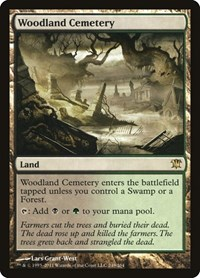 Woodland Cemetery
Land
Woodland Cemetery enters the battlefield
tapped unless you control a Swamp or a
Forest.
: Add or to your mana pool.
Farmers cut the trees and buried their dead.
The dead rose up and killed the farmers. The
trees grew back and strangled the dead.
Lars Grant-West